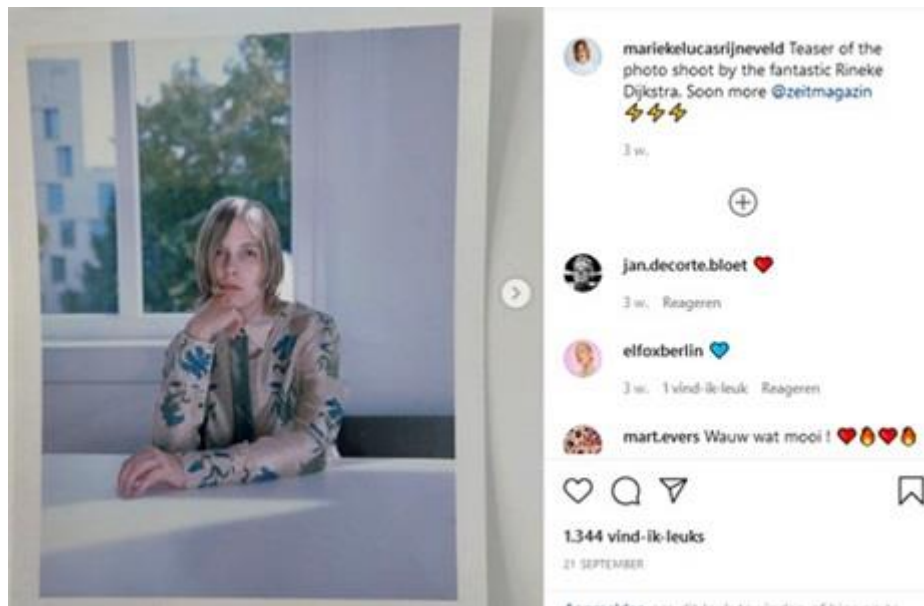 mariekelucasrijneveld Teaser of the
photo shoot by the fantastic Rineke
Dijkstra. Soon more @zeitmagazin
⚡⚡⚡
3 w.
jan.decorte.bloet ❤️
3 w. Reageren
elfoxberlin 💙
3 w. 1 vind-ik-leuk Reageren
mart.evers Wauw wat mooi ! ❤️🔥❤️🔥
1.344 vind-ik-leuks
21 SEPTEMBER